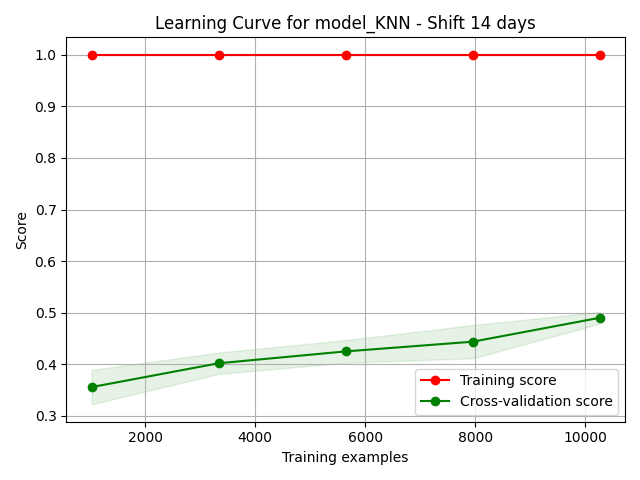 Learning Curve for model_KNN - Shift 14 days
1.0
0.9
0.8
0.7
0.6
0.5
0.4
0.3
Score
2000 4000 6000 8000 10000
Training examples
Training score
Cross-validation score